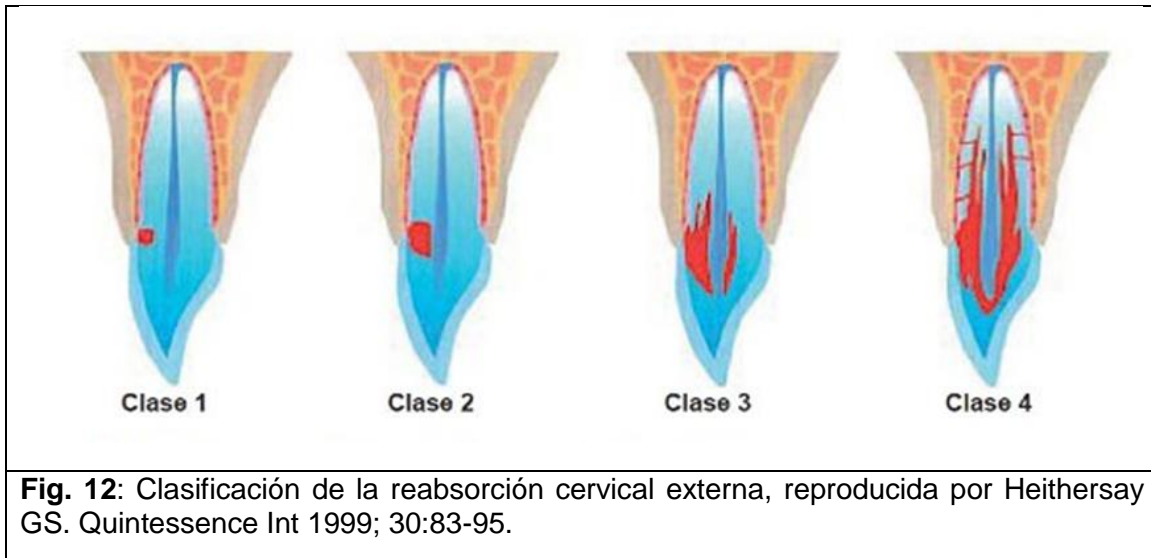 Clase 1
Clase 2
Clase 3
Clase 4
Fig. 12: Clasificación de la reabsorción cervical externa, reproducida por Heithersay
GS. Quintessence Int 1999; 30:83-95.